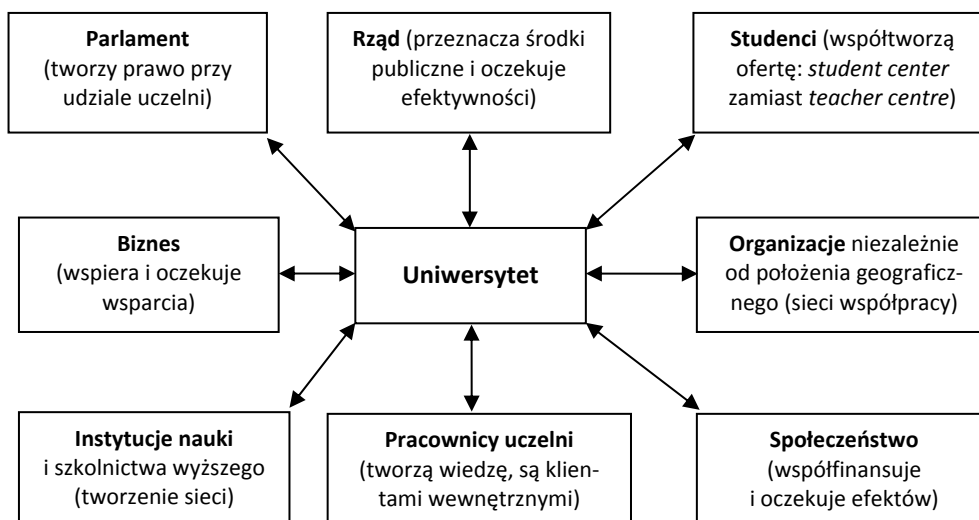 Parlament
(tworzy prawo przy
udziale uczelni)
Rząd (przeznacza środki
publiczne i oczekuje
efektywności)
Studenci (współtworzą
ofertę: student center
zamiast teacher centre)
Biznes
(wspiera i oczekuje
wsparcia)
Uniwersytet
Organizacje niezależnie
od położenia geograficz-
nego (sieci współpracy)
Instytucje nauki
i szkolnictwa wyższego
(tworzenie sieci)
Pracownicy uczelni
(tworzą wiedzę, są klien-
tami wewnętrznymi)
Społeczeństwo
(współfinansuje
i oczekuje efektów)